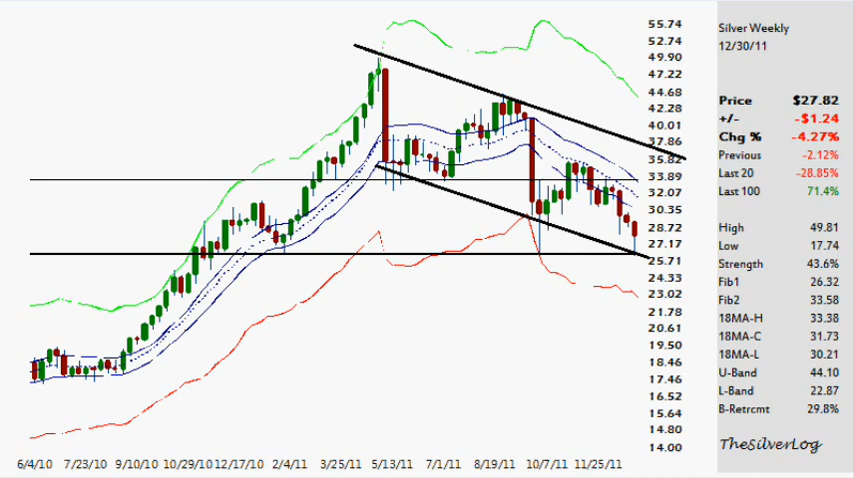 55.74
52.74
49.90
47.22
44.68
42.28
40.01
37.86
35.82
33.89
32.07
30.35
28.72
27.17
25.71
24.33
23.02
21.78
20.61
19.50
18.46
17.46
16.52
15.64
14.80
14.00
6/4/10 7/23/10 9/10/10 10/29/10 12/17/10 2/4/11 3/25/11 5/13/11 7/1/11 8/19/11 10/7/11 11/25/11
Silver Weekly
12/30/11
Price $27.82
+/- -$1.24
Chg % -4.27%
Previous -2.12%
Last 20 -28.85%
Last 100 71.4%
High 49.81
Low 17.74
Strength 43.6%
Fib1 26.32
Fib2 33.58
18MA-H 33.38
18MA-C 31.73
18MA-L 30.21
U-Band 44.10
L-Band 22.87
B-Retrcmt 29.8%
TheSilverLog